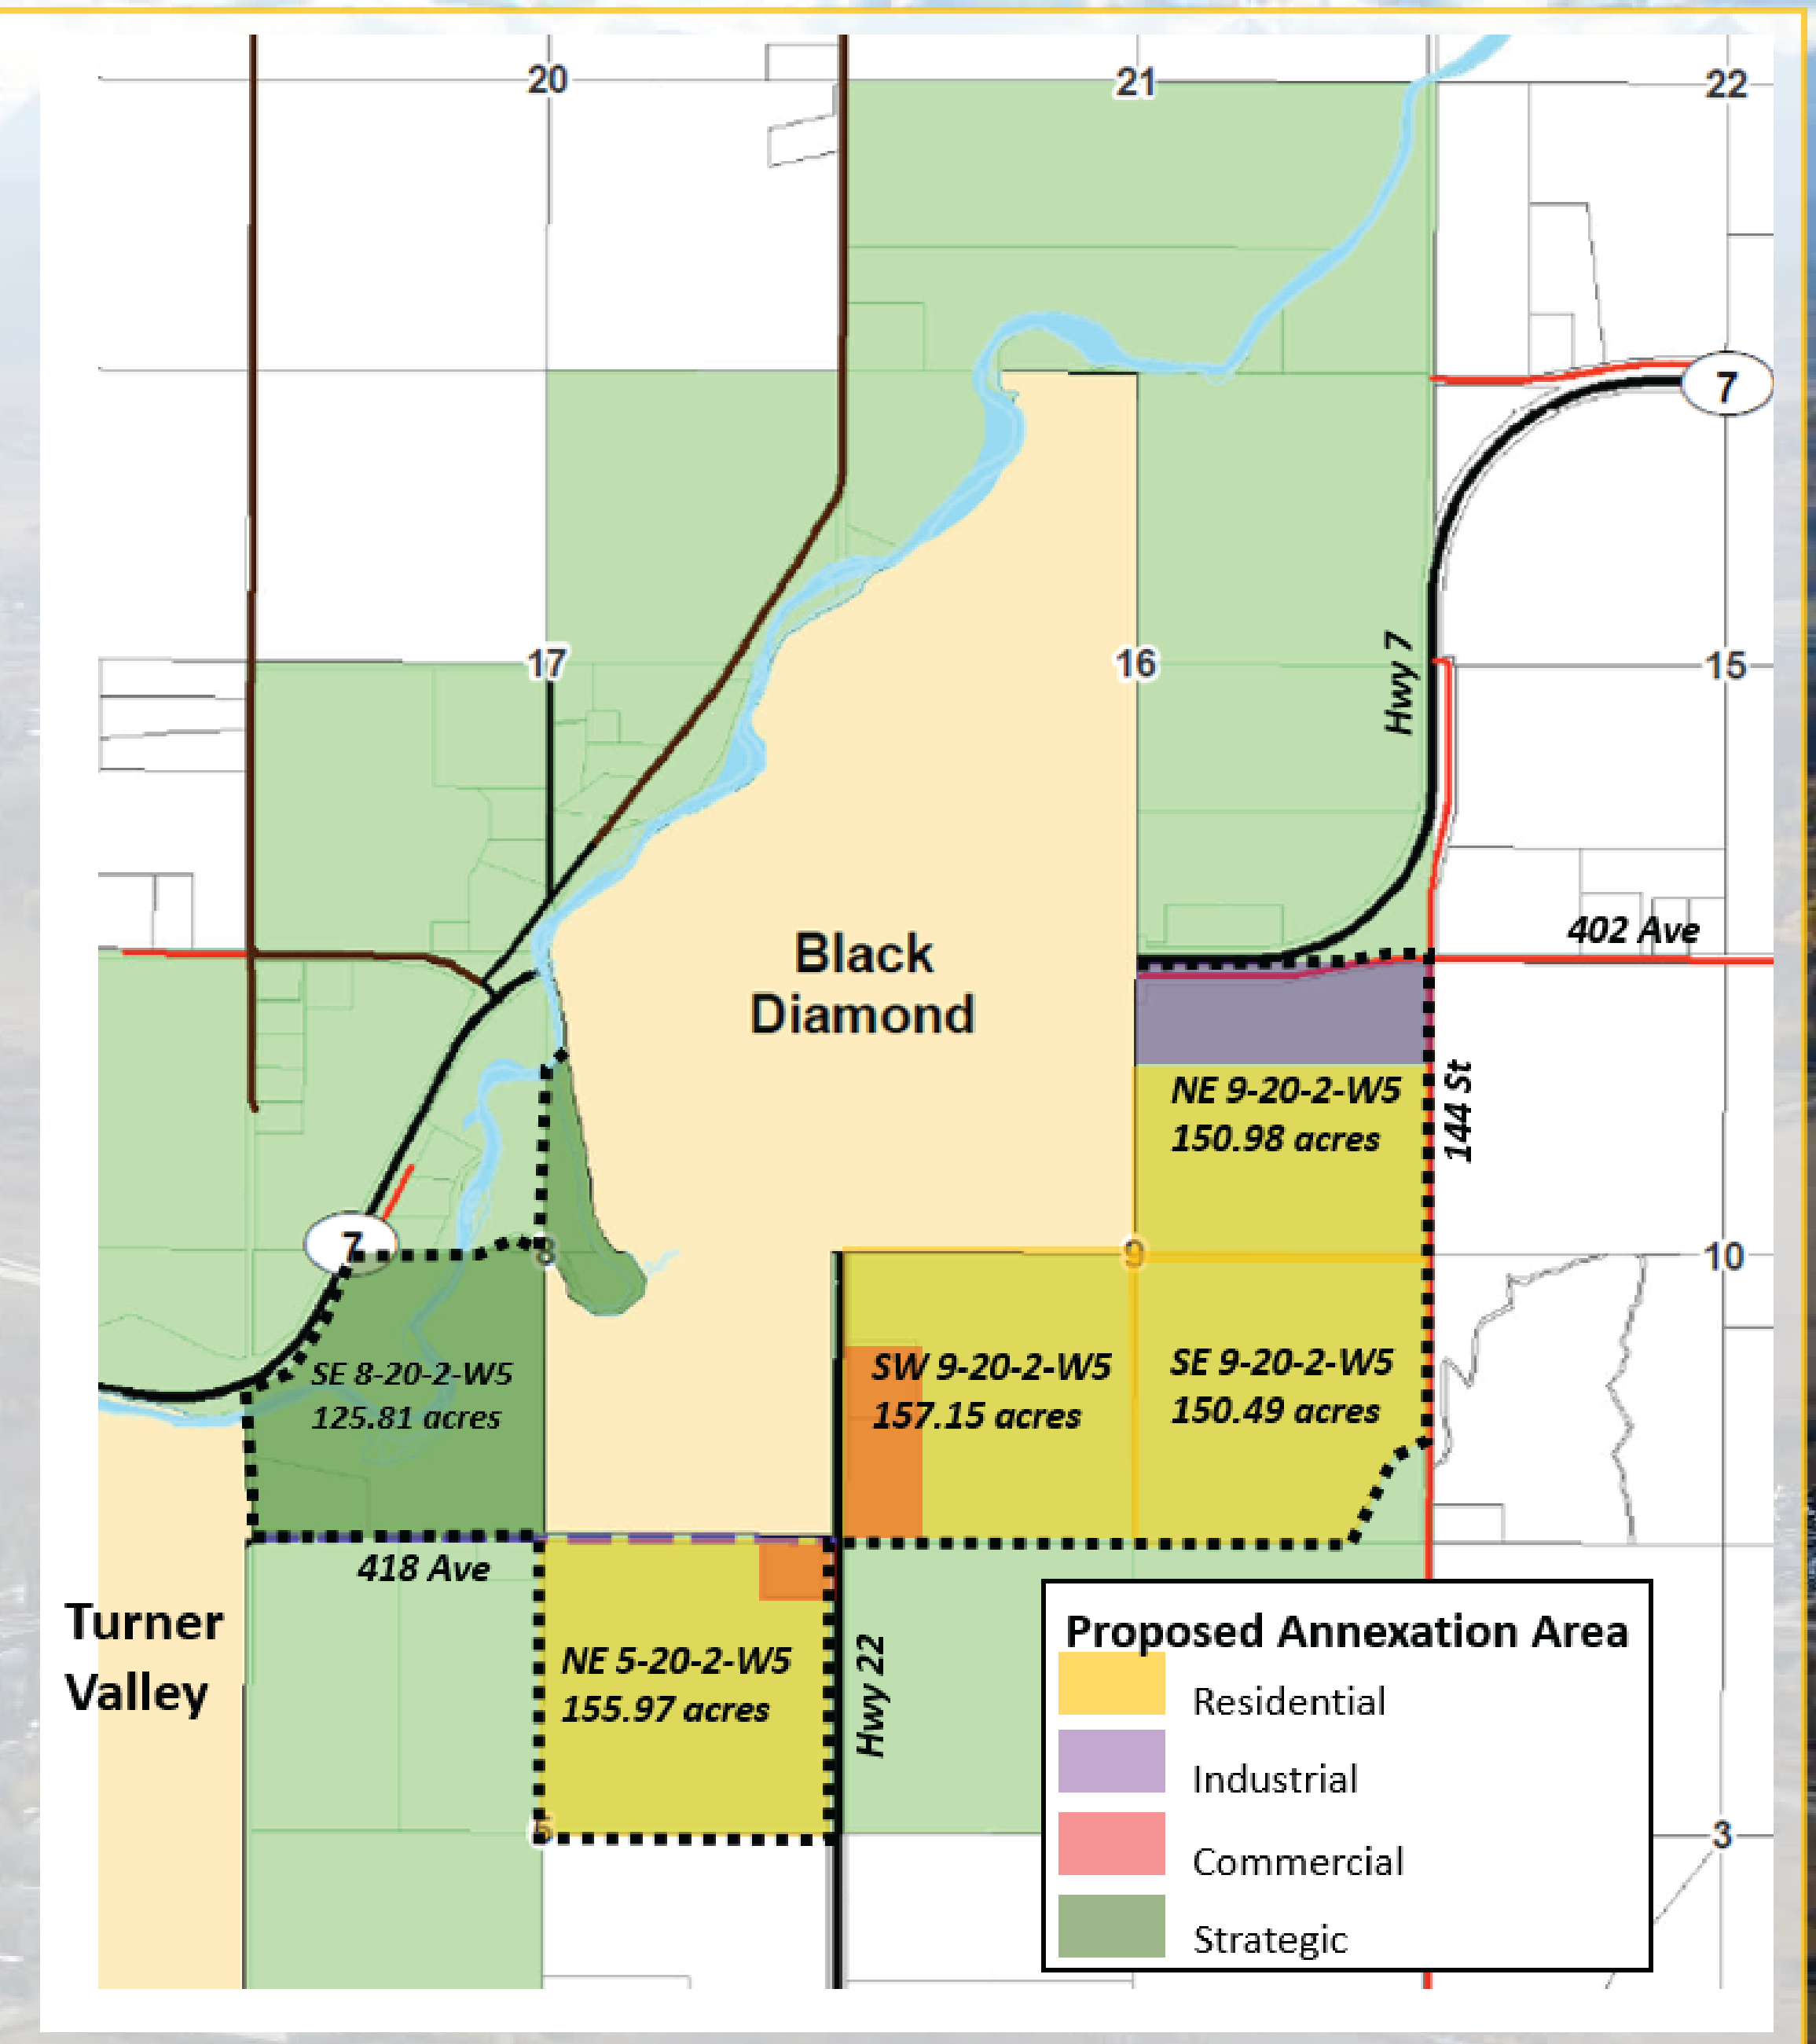 20
21
22
7
17
16
15
Hwy 7
402 Ave
Black
Diamond
NE 9-20-2-W5
150.98 acres
144 St
7
8
9
10
SE 8-20-2-W5
125.81 acres
SW 9-20-2-W5
157.15 acres
SE 9-20-2-W5
150.49 acres
418 Ave
Turner
Valley
NE 5-20-2-W5
155.97 acres
Hwy 22
5
3
Proposed Annexation Area
Residential
Industrial
Commercial
Strategic